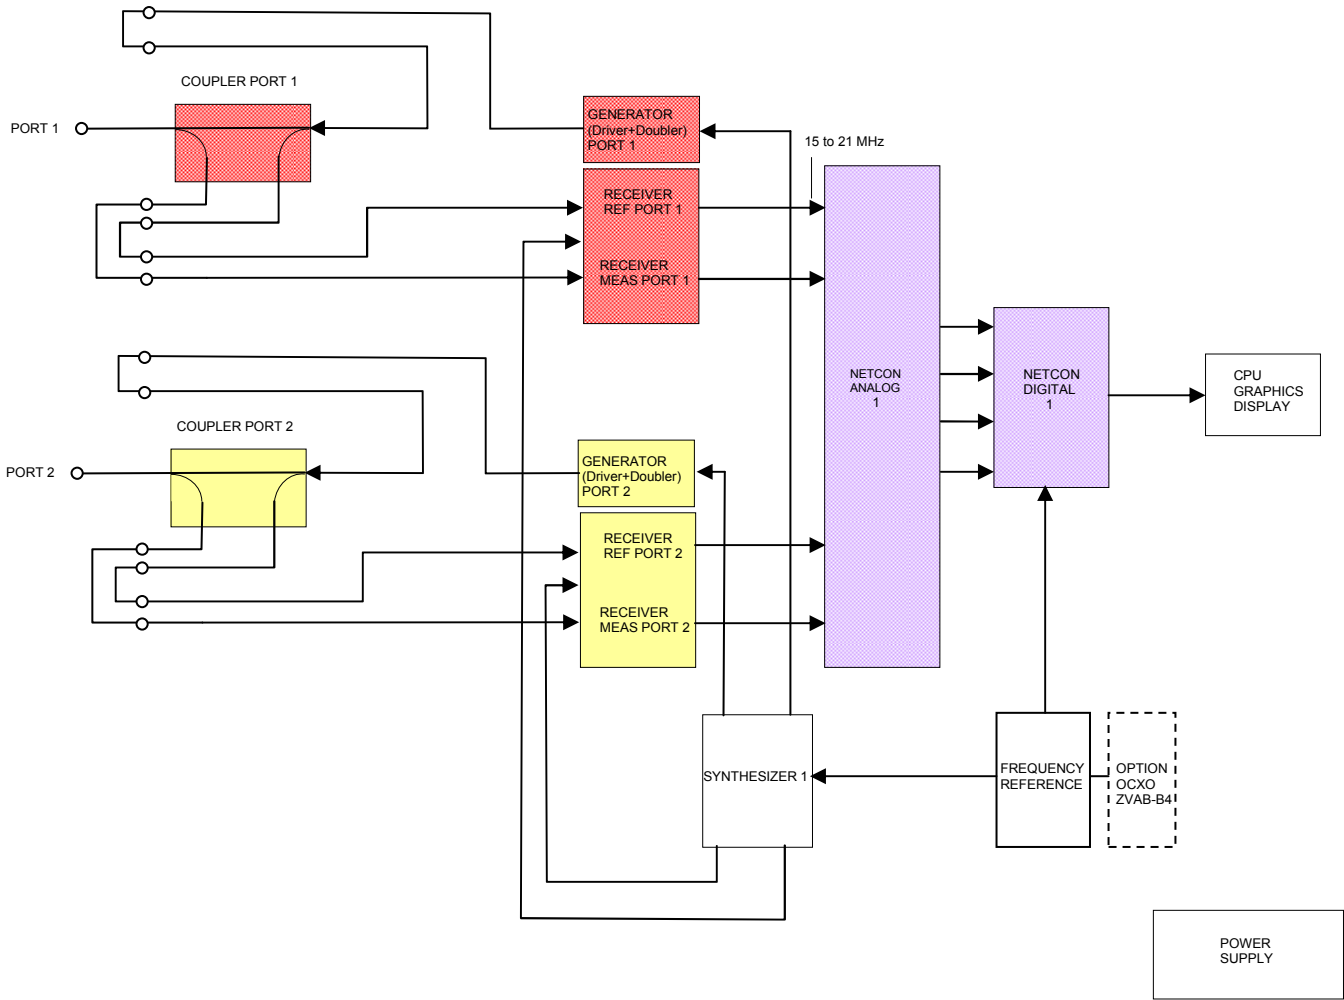 COUPLER PORT 1
PORT 1
GENERATOR
(Driver+Doubler)
PORT 1
15 to 21 MHz
RECEIVER
REF PORT 1
RECEIVER
MEAS PORT 1
NETCON
ANALOG
1
NETCON
DIGITAL
1
CPU
GRAPHICS
DISPLAY
COUPLER PORT 2
PORT 2
GENERATOR
(Driver+Doubler)
PORT 2
RECEIVER
REF PORT 2
RECEIVER
MEAS PORT 2
SYNTHESIZER 1
FREQUENCY
REFERENCE
OPTION
OCXO
ZVAB-B4
POWER
SUPPLY